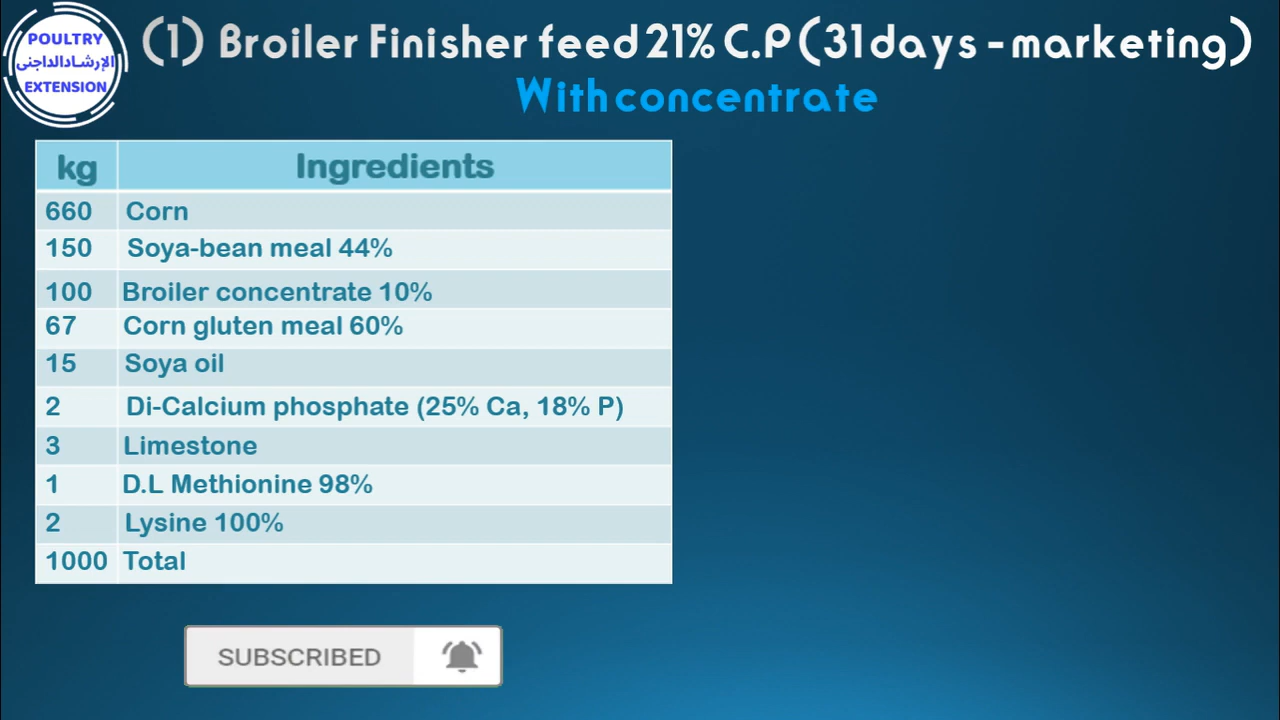 POULTRY
الإرشادالداجنى
EXTENSION
(1) Broiler Finisher feed 21% C.P (31days - marketing)
With concentrate
kg Ingredients
660 Corn
150 Soya-bean meal 44%
100 Broiler concentrate 10%
67 Corn gluten meal 60%
15 Soya oil
2 Di-Calcium phosphate (25% Ca, 18% P)
3 Limestone
1 D.L Methionine 98%
2 Lysine 100%
1000 Total
SUBSCRIBED